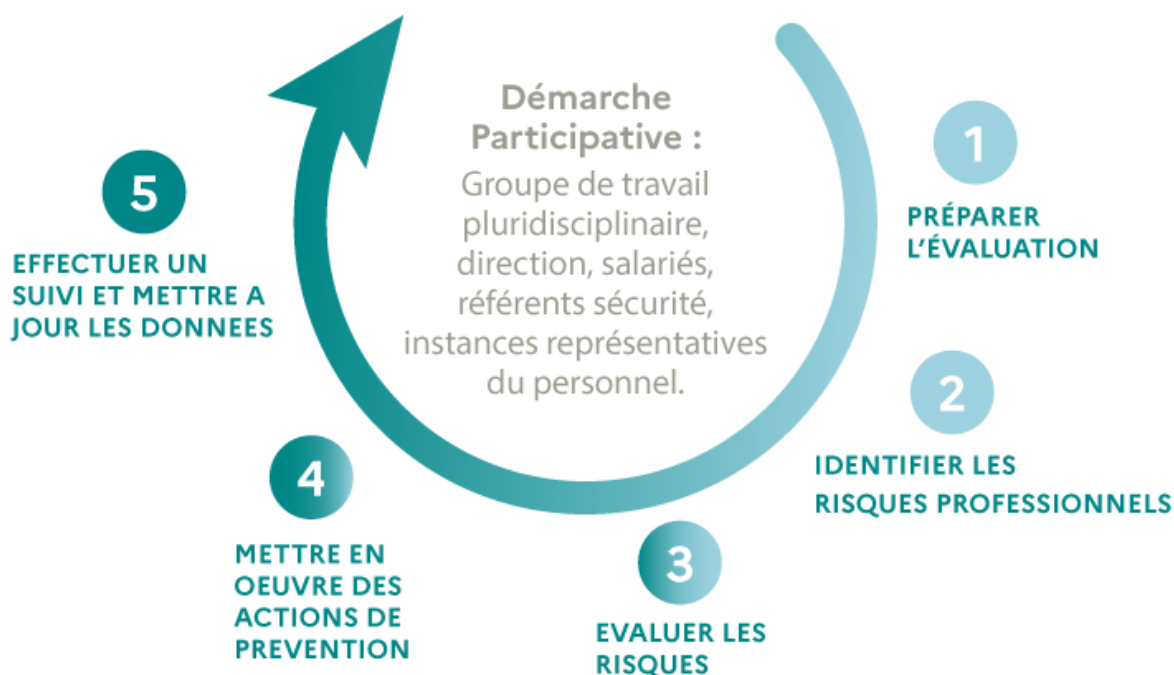 Démarche
Participative :
Groupe de travail
pluridisciplinaire,
direction, salariés,
référents sécurité,
instances représentatives
du personnel.
1
PRÉPARER
L'ÉVALUATION
2
IDENTIFIER LES
RISQUES PROFESSIONNELS
3
EVALUER LES
RISQUES
4
METTRE EN
OEUVRE DES
ACTIONS DE
PREVENTION
5
EFFECTUER UN
SUIVI ET METTRE A
JOUR LES DONNEES